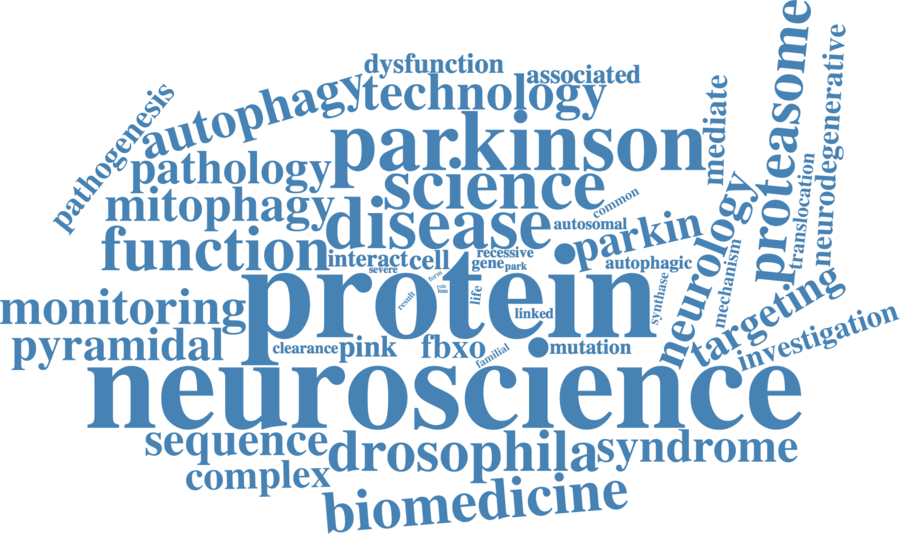 dysfunction
associated
technology
autophagy
pathogenesis
parkinson
pathology
science
mitophagy
disease
common
autosomal
parkin
mediate
proteasome
neurodegenerative
translocation
neurology
mechanism
function
interact
cell
recessive
severe
gene
park
autophagic
form
role
protein
life
result
linked
synthase
targeting
investigation
monitoring
pyramidal
clearance
pink
fbxo
familial
mutation
neuroscience
sequence
drosophila
syndrome
complex
biomedicine